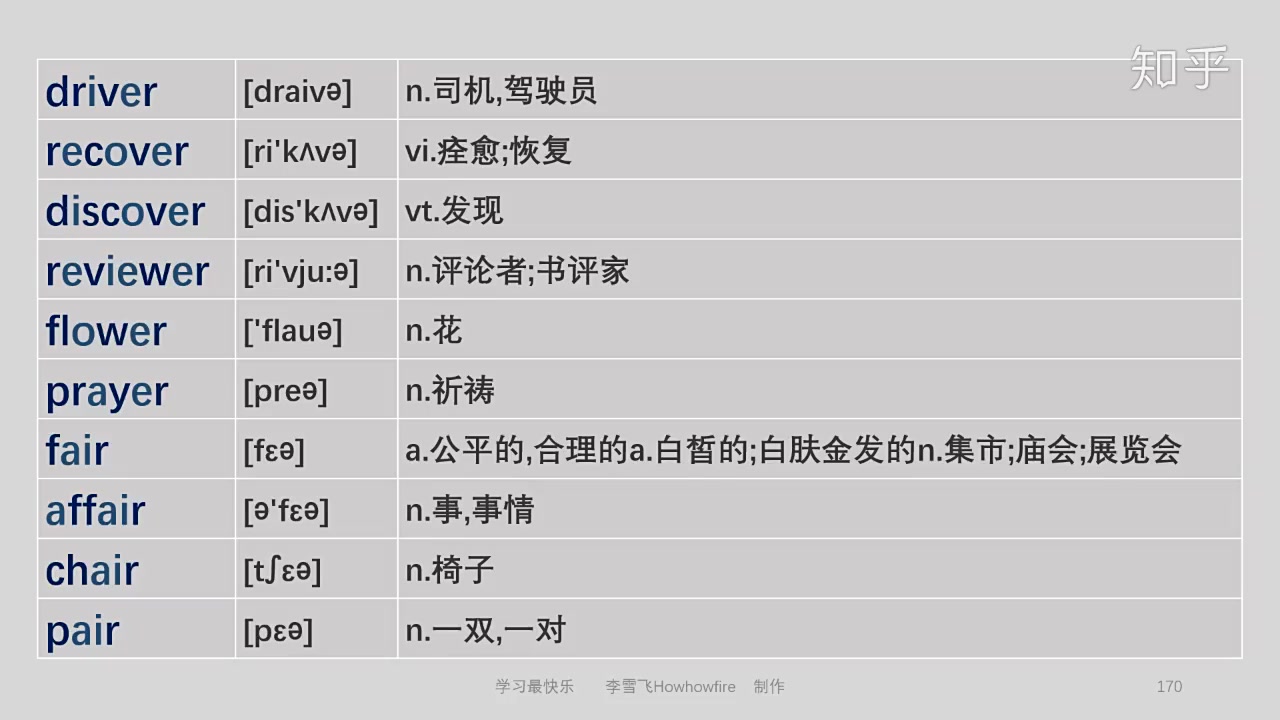 知乎
driver [draivə] n.司机,驾驶员
recover [ri'kʌvə] vi.痊愈;恢复
discover [dis'kʌvə] vt.发现
reviewer [ri'vju:ə] n.评论者;书评家
flower ['flauə] n.花
prayer [preə] n.祈祷
fair [fɛə] a.公平的,合理的a.白皙的;白肤金发的n.集市;庙会;展览会
affair [ə'fɛə] n.事,事情
chair [tʃɛə] n.椅子
pair [pɛə] n.一双,一对
学习最快乐 李雪飞Howhowfire 制作 170